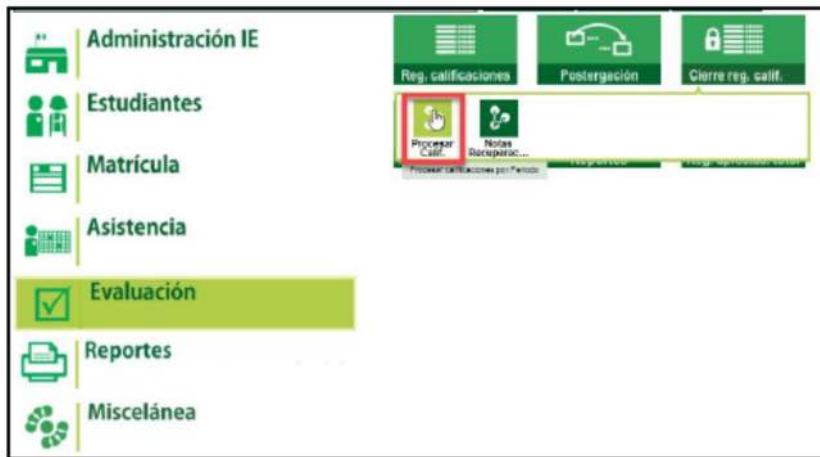 Administración IE
Estudiantes
Matrícula
Asistencia
Evaluación
Reportes
Miscelánea
Reg. calificaciones
Postergación
Cierre reg. calif.
Procesar
Calif.
Notas
Recuperac...
Procesar calificaciones por Periodo
Reportes